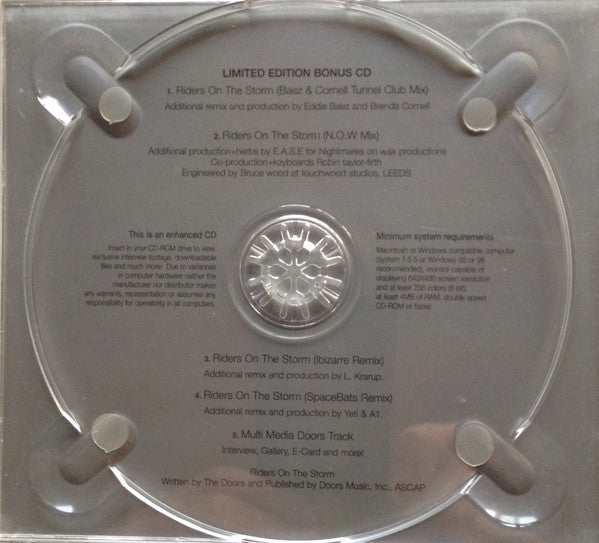 LIMITED EDITION BONUS CD
1. Riders On The Storm (Baez & Cornell Tunnel Club Mix)
Additional remix and production by Eddie Baez and Brenda Cornell
2. Riders On The Storm (N.O.W Mix)
Additional production+herbs by E.A.S.E for Nightmares on wax productions
Co-production+keyboards Robin taylor-firth
Engineered by Bruce wood at touchwood studios, LEEDS
This is an enhanced CD
Insert in your CD-ROM drive to view,
exclusive interview footage, downloadable
files and much more! Due to variances
in computer hardware neither the
manufacturer nor distributor makes
any warranty, representation or assumes any
responsibility for operability in all computers.
Minimum system requirements
Macintosh or Windows compatible computer
(system 7.5.5 or Windows 95 or 98
recommended); monitor capable of
displaying 640X480 screen resolution
and at least 256 colors (8 bit)
at least 4MB of RAM; double speed
CD-ROM or faster.
3. Riders On The Storm (Ibizarre Remix)
Additional remix and production by L. Krarup.
4. Riders On The Storm (SpaceBats Remix)
Additional remix and production by Yeti & A1.
5. Multi Media Doors Track
Interview, Gallery, E-Card and more!
Riders On The Storm
Written by The Doors and Published by Doors Music, Inc., ASCAP